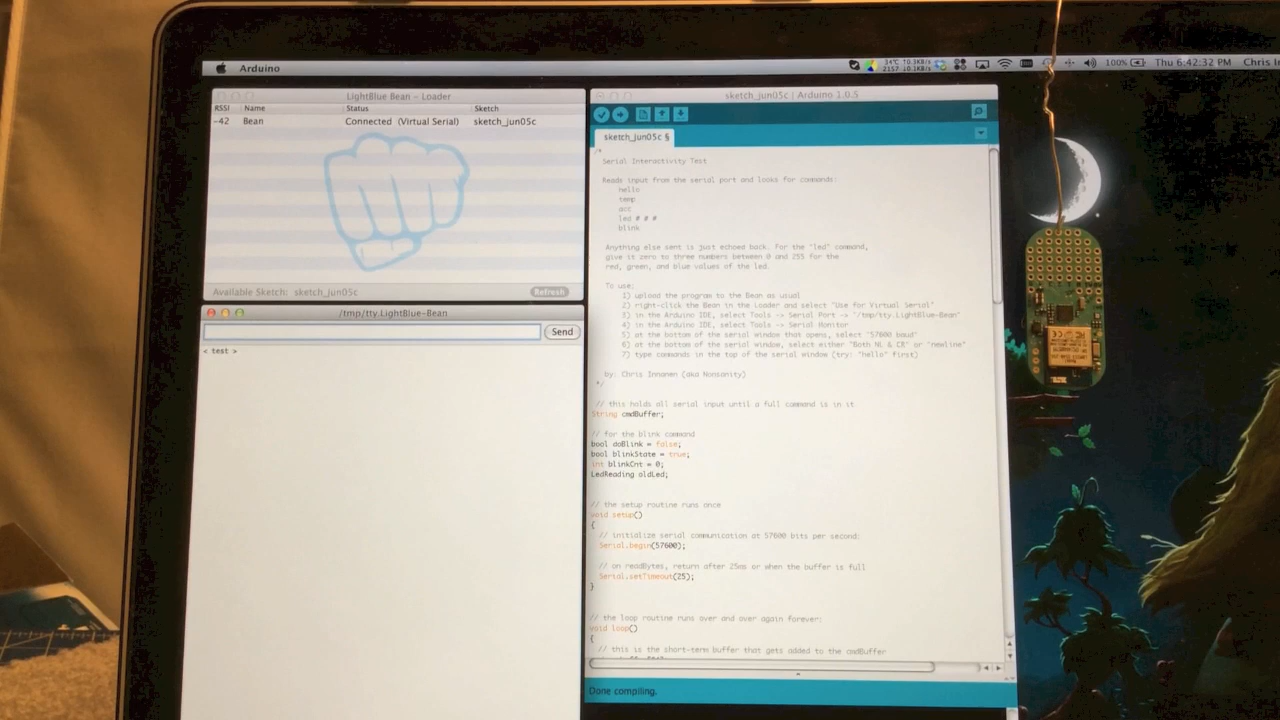 Arduino
34°C 10.3KB/s
2157 10.1KB/s
100%
Thu 6:42:32 PM
Chris In
LightBlue Bean - Loader
RSSI Name Status Sketch
-42 Bean Connected (Virtual Serial) sketch_jun05c
Available Sketch: sketch_jun05c
Refresh
/tmp/tty.LightBlue-Bean
Send
< test >
sketch_jun05c | Arduino 1.0.5
sketch_jun05c §
/*
Serial Interactivity Test
Reads input from the serial port and looks for commands:
hello
temp
acc
led # # #
blink
Anything else sent is just echoed back. For the "led" command,
give it zero to three numbers between 0 and 255 for the
red, green, and blue values of the led.
To use:
1) upload the program to the Bean as usual
2) right-click the Bean in the Loader and select "Use for Virtual Serial"
3) in the Arduino IDE, select Tools -> Serial Port -> "/tmp/tty.LightBlue-Bean"
4) in the Arduino IDE, select Tools -> Serial Monitor
5) at the bottom of the serial window that opens, select "57600 baud"
6) at the bottom of the serial window, select either "Both NL & CR" or "newline"
7) type commands in the top of the serial window (try: "hello" first)
by: Chris Innanen (aka Nonsanity)
*/
// this holds all serial input until a full command is in it
String cmdBuffer;
// for the blink command
bool doBlink = false;
bool blinkState = true;
int blinkCnt = 0;
LedReading oldLed;
// the setup routine runs once
void setup()
{
// initialize serial communication at 57600 bits per second:
Serial.begin(57600);
// on readBytes, return after 25ms or when the buffer is full
Serial.setTimeout(25);
}
// the loop routine runs over and over again forever:
void loop()
{
// this is the short-term buffer that gets added to the cmdBuffer
Done compiling.